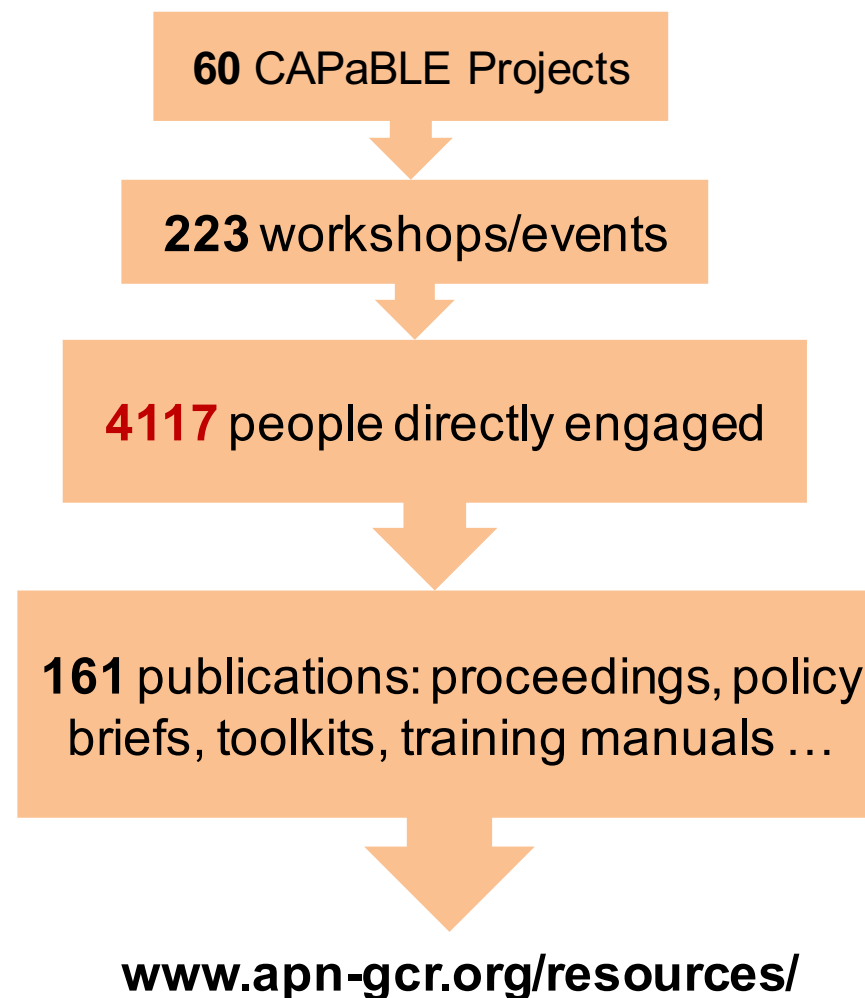 60 CAPaBLE Projects
223 workshops/events
4117 people directly engaged
161 publications: proceedings, policy
briefs, toolkits, training manuals …
www.apn-gcr.org/resources/